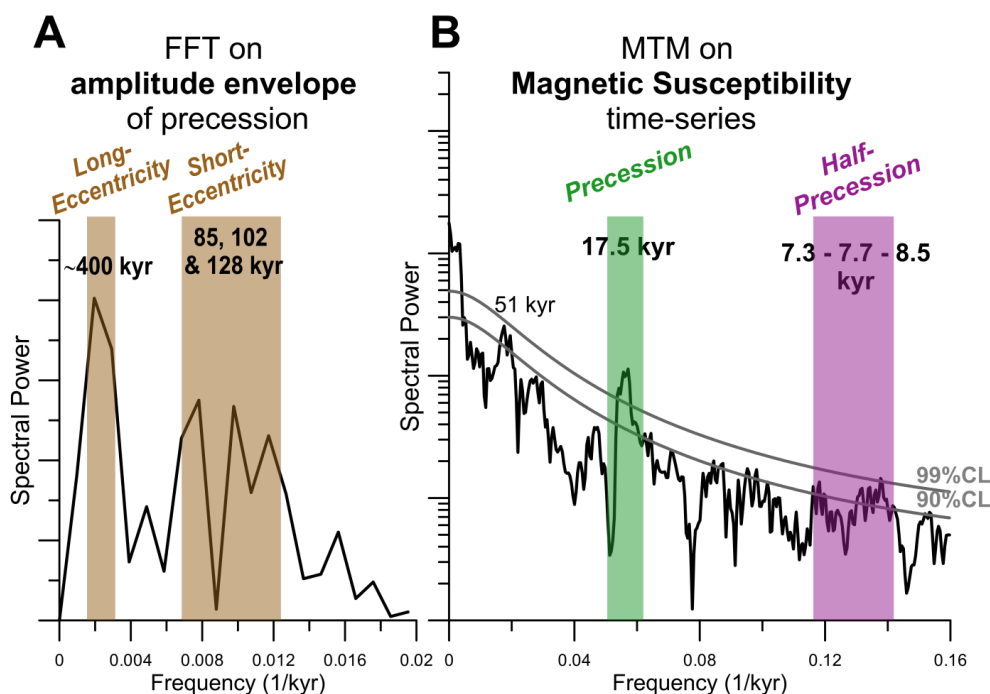 A
FFT on
amplitude envelope
of precession
Long-
Eccentricity
Short-
Eccentricity
~400 kyr
85, 102
& 128 kyr
Spectral Power
0
0.004
0.008
0.012
0.016
0.02
Frequency (1/kyr)
B
MTM on
Magnetic Susceptibility
time-series
Precession
Half-
Precession
17.5 kyr
7.3 - 7.7 - 8.5
kyr
51 kyr
99%CL
90%CL
Spectral Power
0
0.04
0.08
0.12
0.16
Frequency (1/kyr)